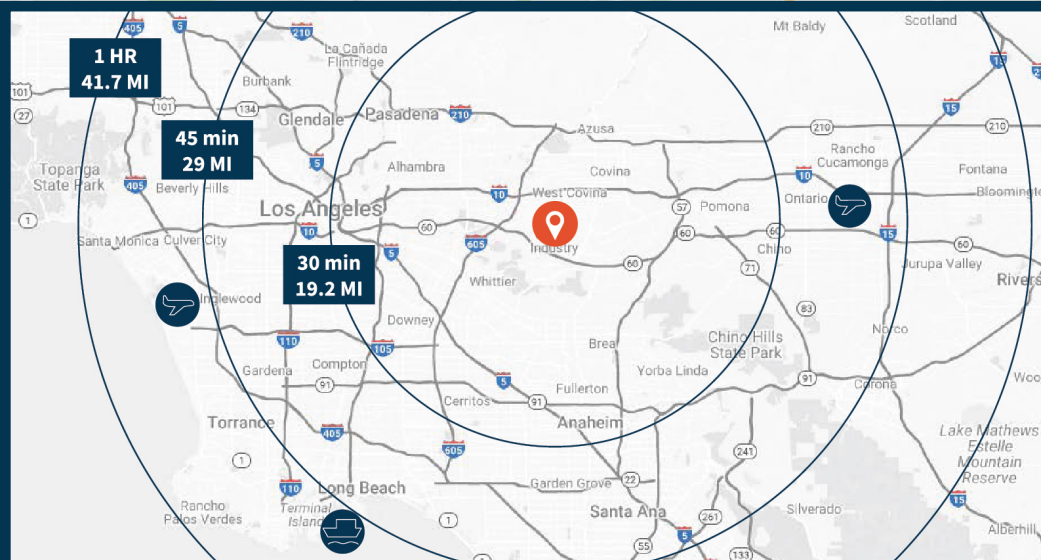 Mt Baldy
Scotland
405
5
210
La Cañada
Flintridge
15
1 HR
41.7 MI
Burbank
101
101
134
27
Glendale
Pasadena
210
15
Azusa
210
210
45 min
29 MI
5
Alhambra
Covina
Rancho
Cucamonga
Fontana
Topanga
State Park
405
Beverly Hills
10
West Covina
10
Ontario
Bloomingt
57
Pomona
Los Angeles
1
10
60
60
60
15
Santa Monica
Culver City
605
Industry
Chino
60
5
30 min
19.2 MI
60
71
Jurupa Valley
Whittier
Rivers
Inglewood
83
Downey
Norco
110
105
Brea
Chino Hills
State Park
Gardena
Compton
Yorba Linda
91
5
Fullerton
91
Corona
Woo
Cerritos
91
Torrance
405
Anaheim
605
Lake Mathews
Estelle
Mountain
Reserve
1
241
110
Long Beach
Garden Grove
22
15
Rancho
Palos Verdes
Terminal
Island
1
Santa Ana
261
Silverado
5
Alberhill
55
133